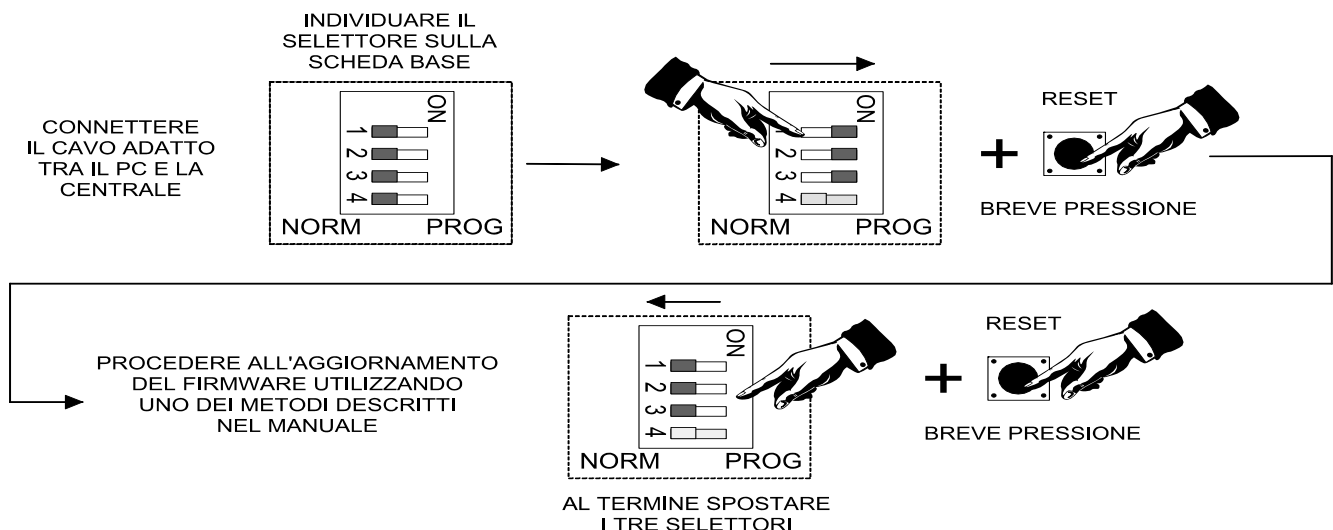 CONNETTERE
IL CAVO ADATTO
TRA IL PC E LA
CENTRALE
INDIVIDUARE IL
SELETTORE SULLA
SCHEDA BASE
ON
1
2
3
4
NORM PROG
ON
1
2
3
4
NORM PROG
+
RESET
BREVE PRESSIONE
PROCEDERE ALL'AGGIORNAMENTO
DEL FIRMWARE UTILIZZANDO
UNO DEI METODI DESCRITTI
NEL MANUALE
ON
1
2
3
4
NORM PROG
AL TERMINE SPOSTARE
I TRE SELETTORI
+
RESET
BREVE PRESSIONE